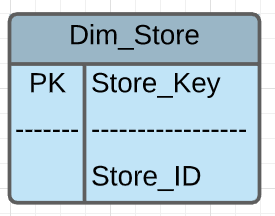 Dim_Store
PK Store_Key
------- -----------------
Store_ID